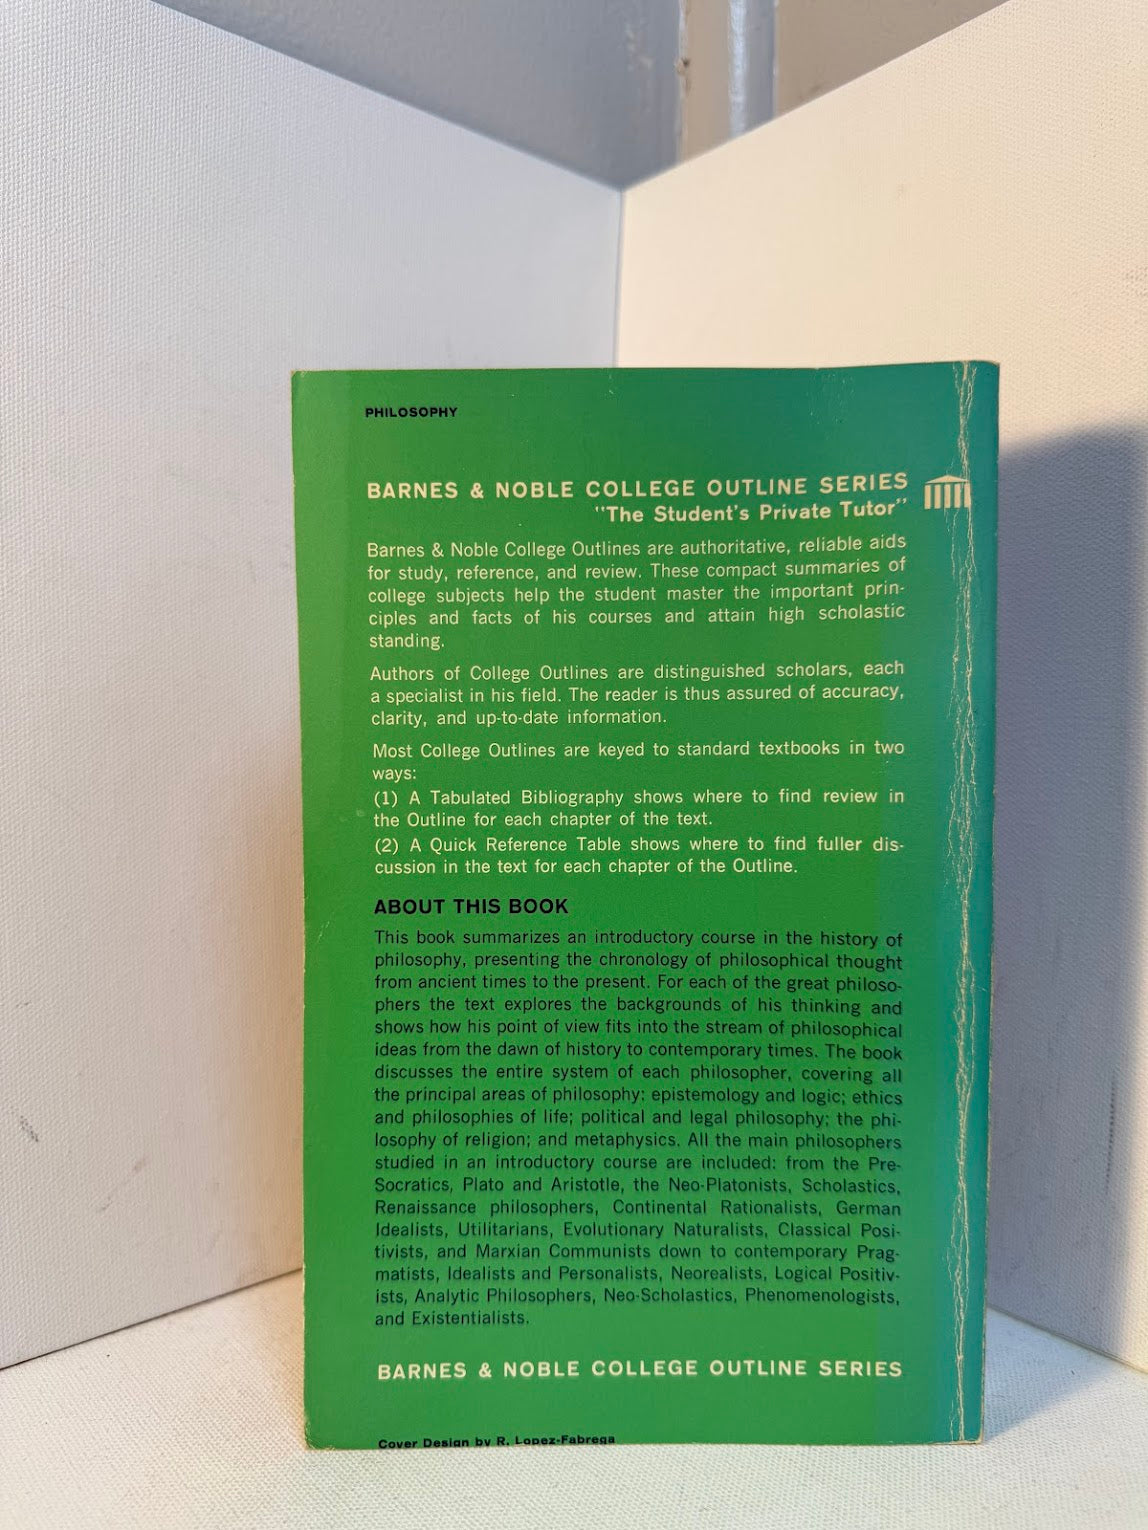 PHILOSOPHY
BARNES & NOBLE COLLEGE OUTLINE SERIES
"The Student's Private Tutor"
Barnes & Noble College Outlines are authoritative, reliable aids
for study, reference, and review. These compact summaries of
college subjects help the student master the important prin-
ciples and facts of his courses and attain high scholastic
standing.
Authors of College Outlines are distinguished scholars, each
a specialist in his field. The reader is thus assured of accuracy,
clarity, and up-to-date information.
Most College Outlines are keyed to standard textbooks in two
ways:
(1) A Tabulated Bibliography shows where to find review in
the Outline for each chapter of the text.
(2) A Quick Reference Table shows where to find fuller dis-
cussion in the text for each chapter of the Outline.
ABOUT THIS BOOK
This book summarizes an introductory course in the history of
philosophy, presenting the chronology of philosophical thought
from ancient times to the present. For each of the great philoso-
phers the text explores the backgrounds of his thinking and
shows how his point of view fits into the stream of philosophical
ideas from the dawn of history to contemporary times. The book
discusses the entire system of each philosopher, covering all
the principal areas of philosophy: epistemology and logic; ethics
and philosophies of life; political and legal philosophy; the phi-
losophy of religion; and metaphysics. All the main philosophers
studied in an introductory course are included: from the Pre-
Socratics, Plato and Aristotle, the Neo-Platonists, Scholastics,
Renaissance philosophers, Continental Rationalists, German
Idealists, Utilitarians, Evolutionary Naturalists, Classical Posi-
tivists, and Marxian Communists down to contemporary Prag-
matists, Idealists and Personalists, Neorealists, Logical Positiv-
ists, Analytic Philosophers, Neo-Scholastics, Phenomenologists,
and Existentialists.
BARNES & NOBLE COLLEGE OUTLINE SERIES
Cover Design by R. Lopez-Fabrega